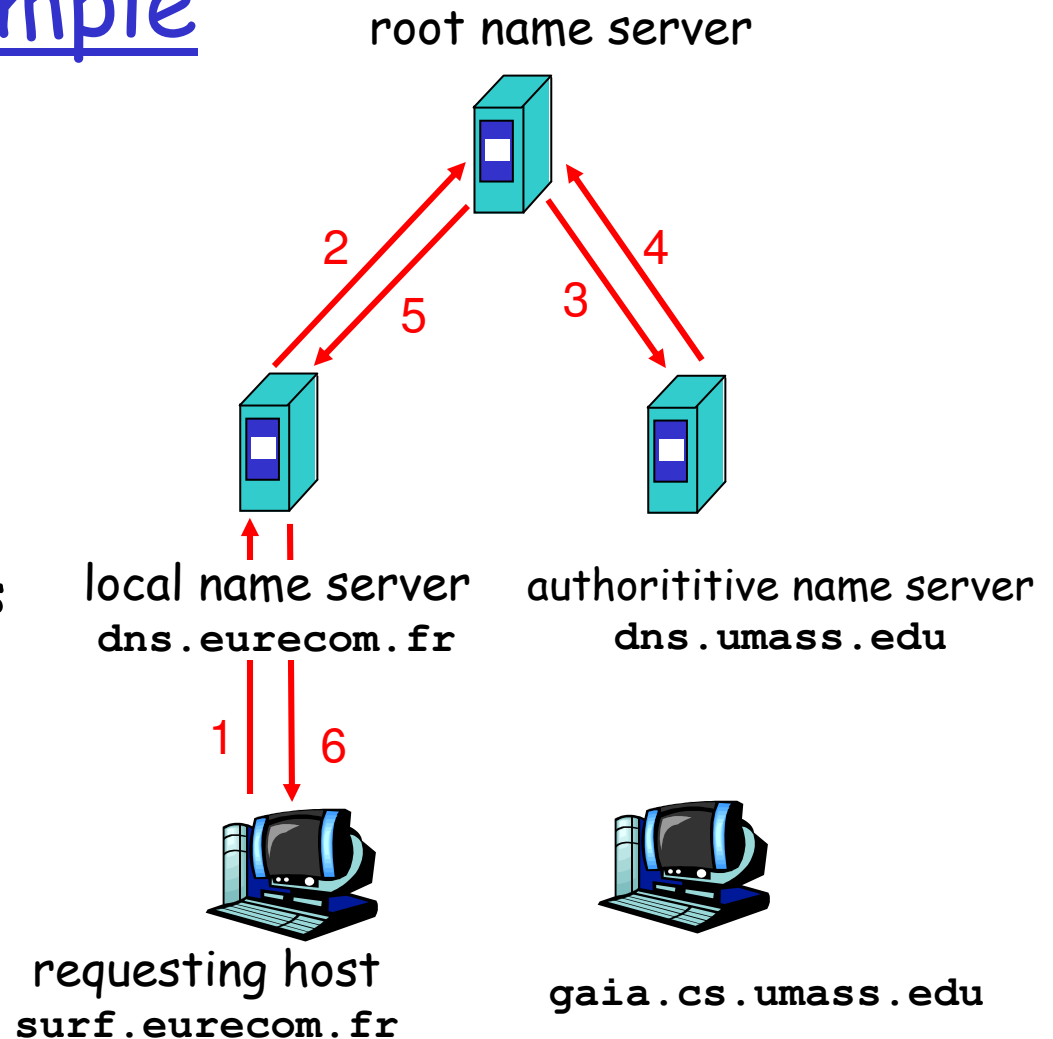 root name server
2
5
3
4
local name server
dns.eurecom.fr
authorititive name server
dns.umass.edu
1
6
requesting host
surf.eurecom.fr
gaia.cs.umass.edu